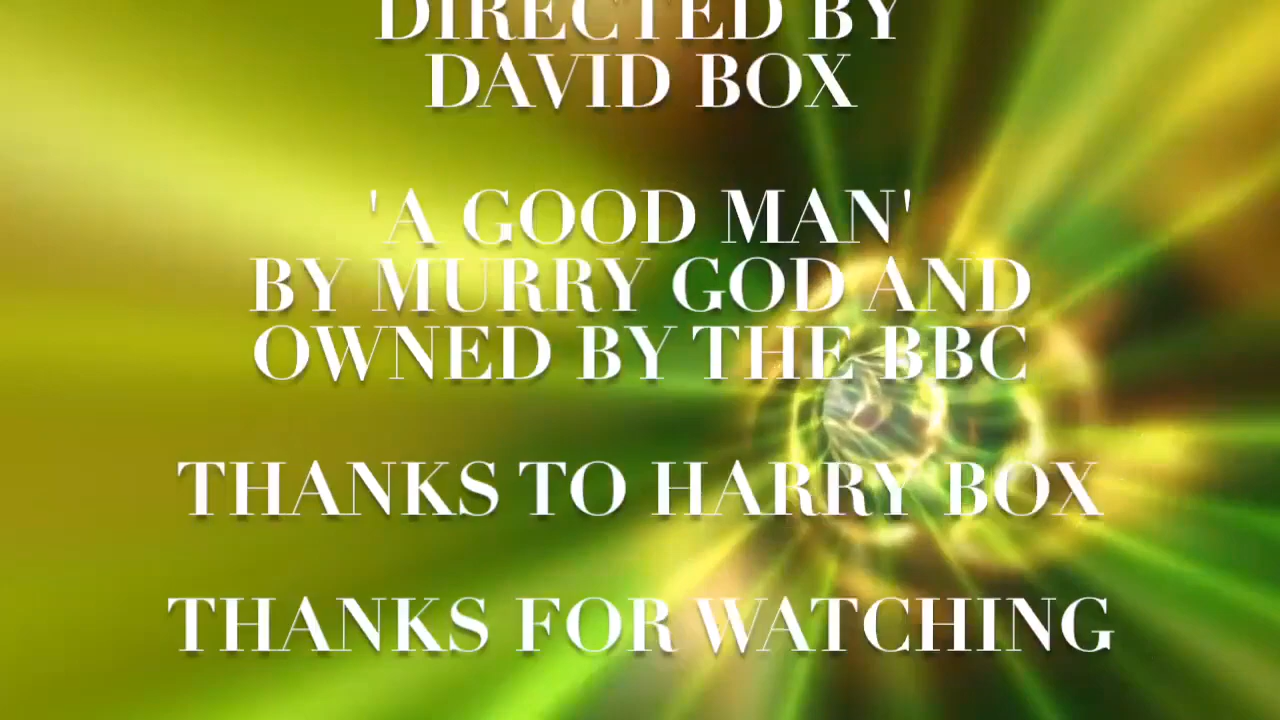 DIRECTED BY
DAVID BOX
'A GOOD MAN'
BY MURRY GOD AND
OWNED BY THE BBC
THANKS TO HARRY BOX
THANKS FOR WATCHING